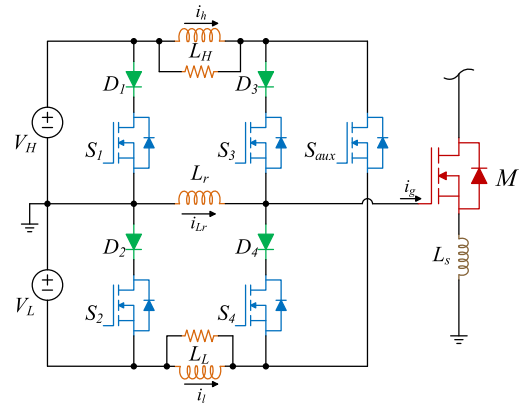 i_h
L_H
D_1
D_3
V_H
S_1
S_3
S_aux
L_r
i_g
M
i_Lr
D_2
D_4
L_s
V_L
S_2
S_4
L_L
i_l